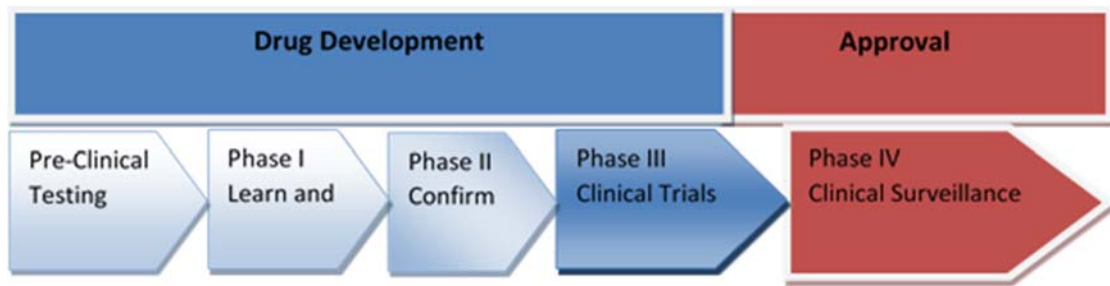 Drug Development
Approval
Pre-Clinical
Testing
Phase I
Learn and
Phase II
Confirm
Phase III
Clinical Trials
Phase IV
Clinical Surveillance